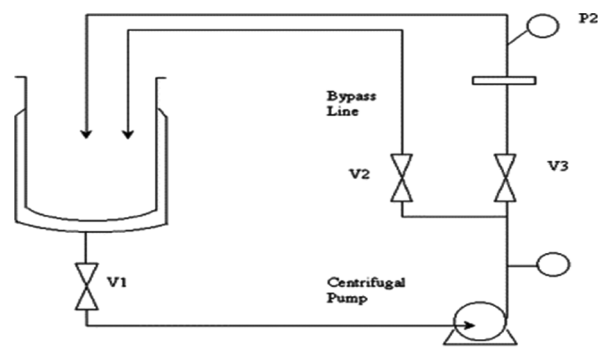 P2
Bypass
Line
V2
V3
V1
Centrifugal
Pump